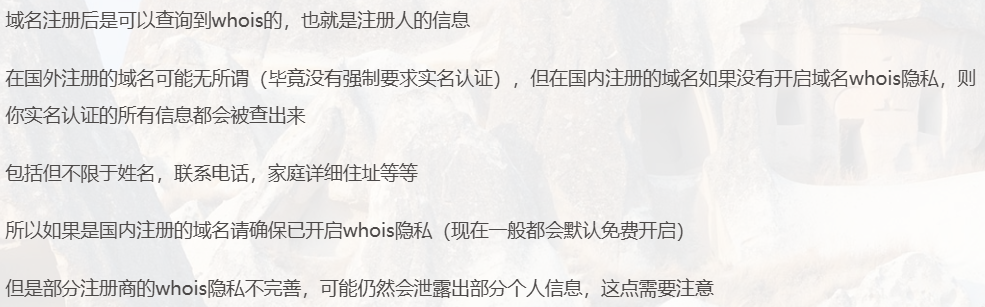 域名注册后是可以查询到whois的，也就是注册人的信息
在国外注册的域名可能无所谓（毕竟没有强制要求实名认证），但在国内注册的域名如果没有开启域名whois隐私，则
你实名认证的所有信息都会被查出来
包括但不限于姓名，联系电话，家庭详细住址等等
所以如果是国内注册的域名请确保已开启whois隐私（现在一般都会默认免费开启）
但是部分注册商的whois隐私不完善，可能仍然会泄露出部分个人信息，这点需要注意